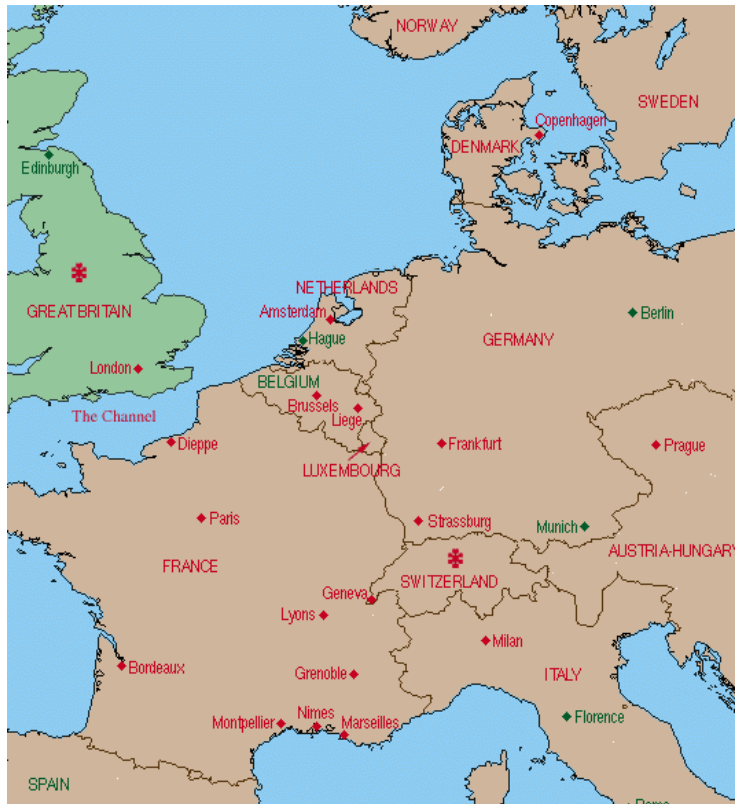 NORWAY
SWEDEN
Copenhagen
DENMARK
Edinburgh
NETHERLANDS
GREAT BRITAIN
Amsterdam
Berlin
Hague
GERMANY
London
BELGIUM
Brussels
The Channel
Liege
Dieppe
Frankfurt
Prague
LUXEMBOURG
Paris
Strassburg
Munich
AUSTRIA-HUNGARY
FRANCE
SWITZERLAND
Geneva
Lyons
Milan
Bordeaux
Grenoble
ITALY
Nimes
Florence
Montpellier
Marseilles
SPAIN